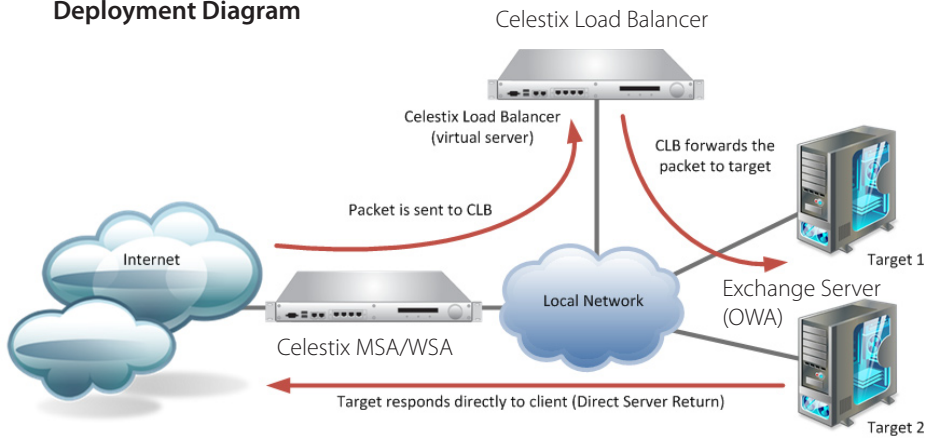 Deployment Diagram
Celestix Load Balancer
Celestix Load Balancer
(virtual server)
CLB forwards the
packet to target
Packet is sent to CLB
Internet
Target 1
Local Network
Exchange Server
(OWA)
Celestix MSA/WSA
Target responds directly to client (Direct Server Return)
Target 2